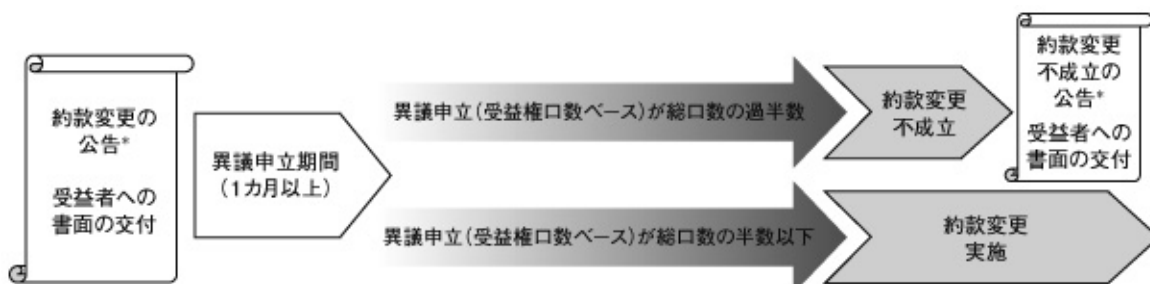 約款変更の
公告*
受益者への
書面の交付
異議申立期間
(1カ月以上)
異議申立(受益権口数ベース)が総口数の過半数
約款変更
不成立
約款変更
不成立の
公告*
受益者への
書面の交付
異議申立(受益権口数ベース)が総口数の半数以下
約款変更
実施